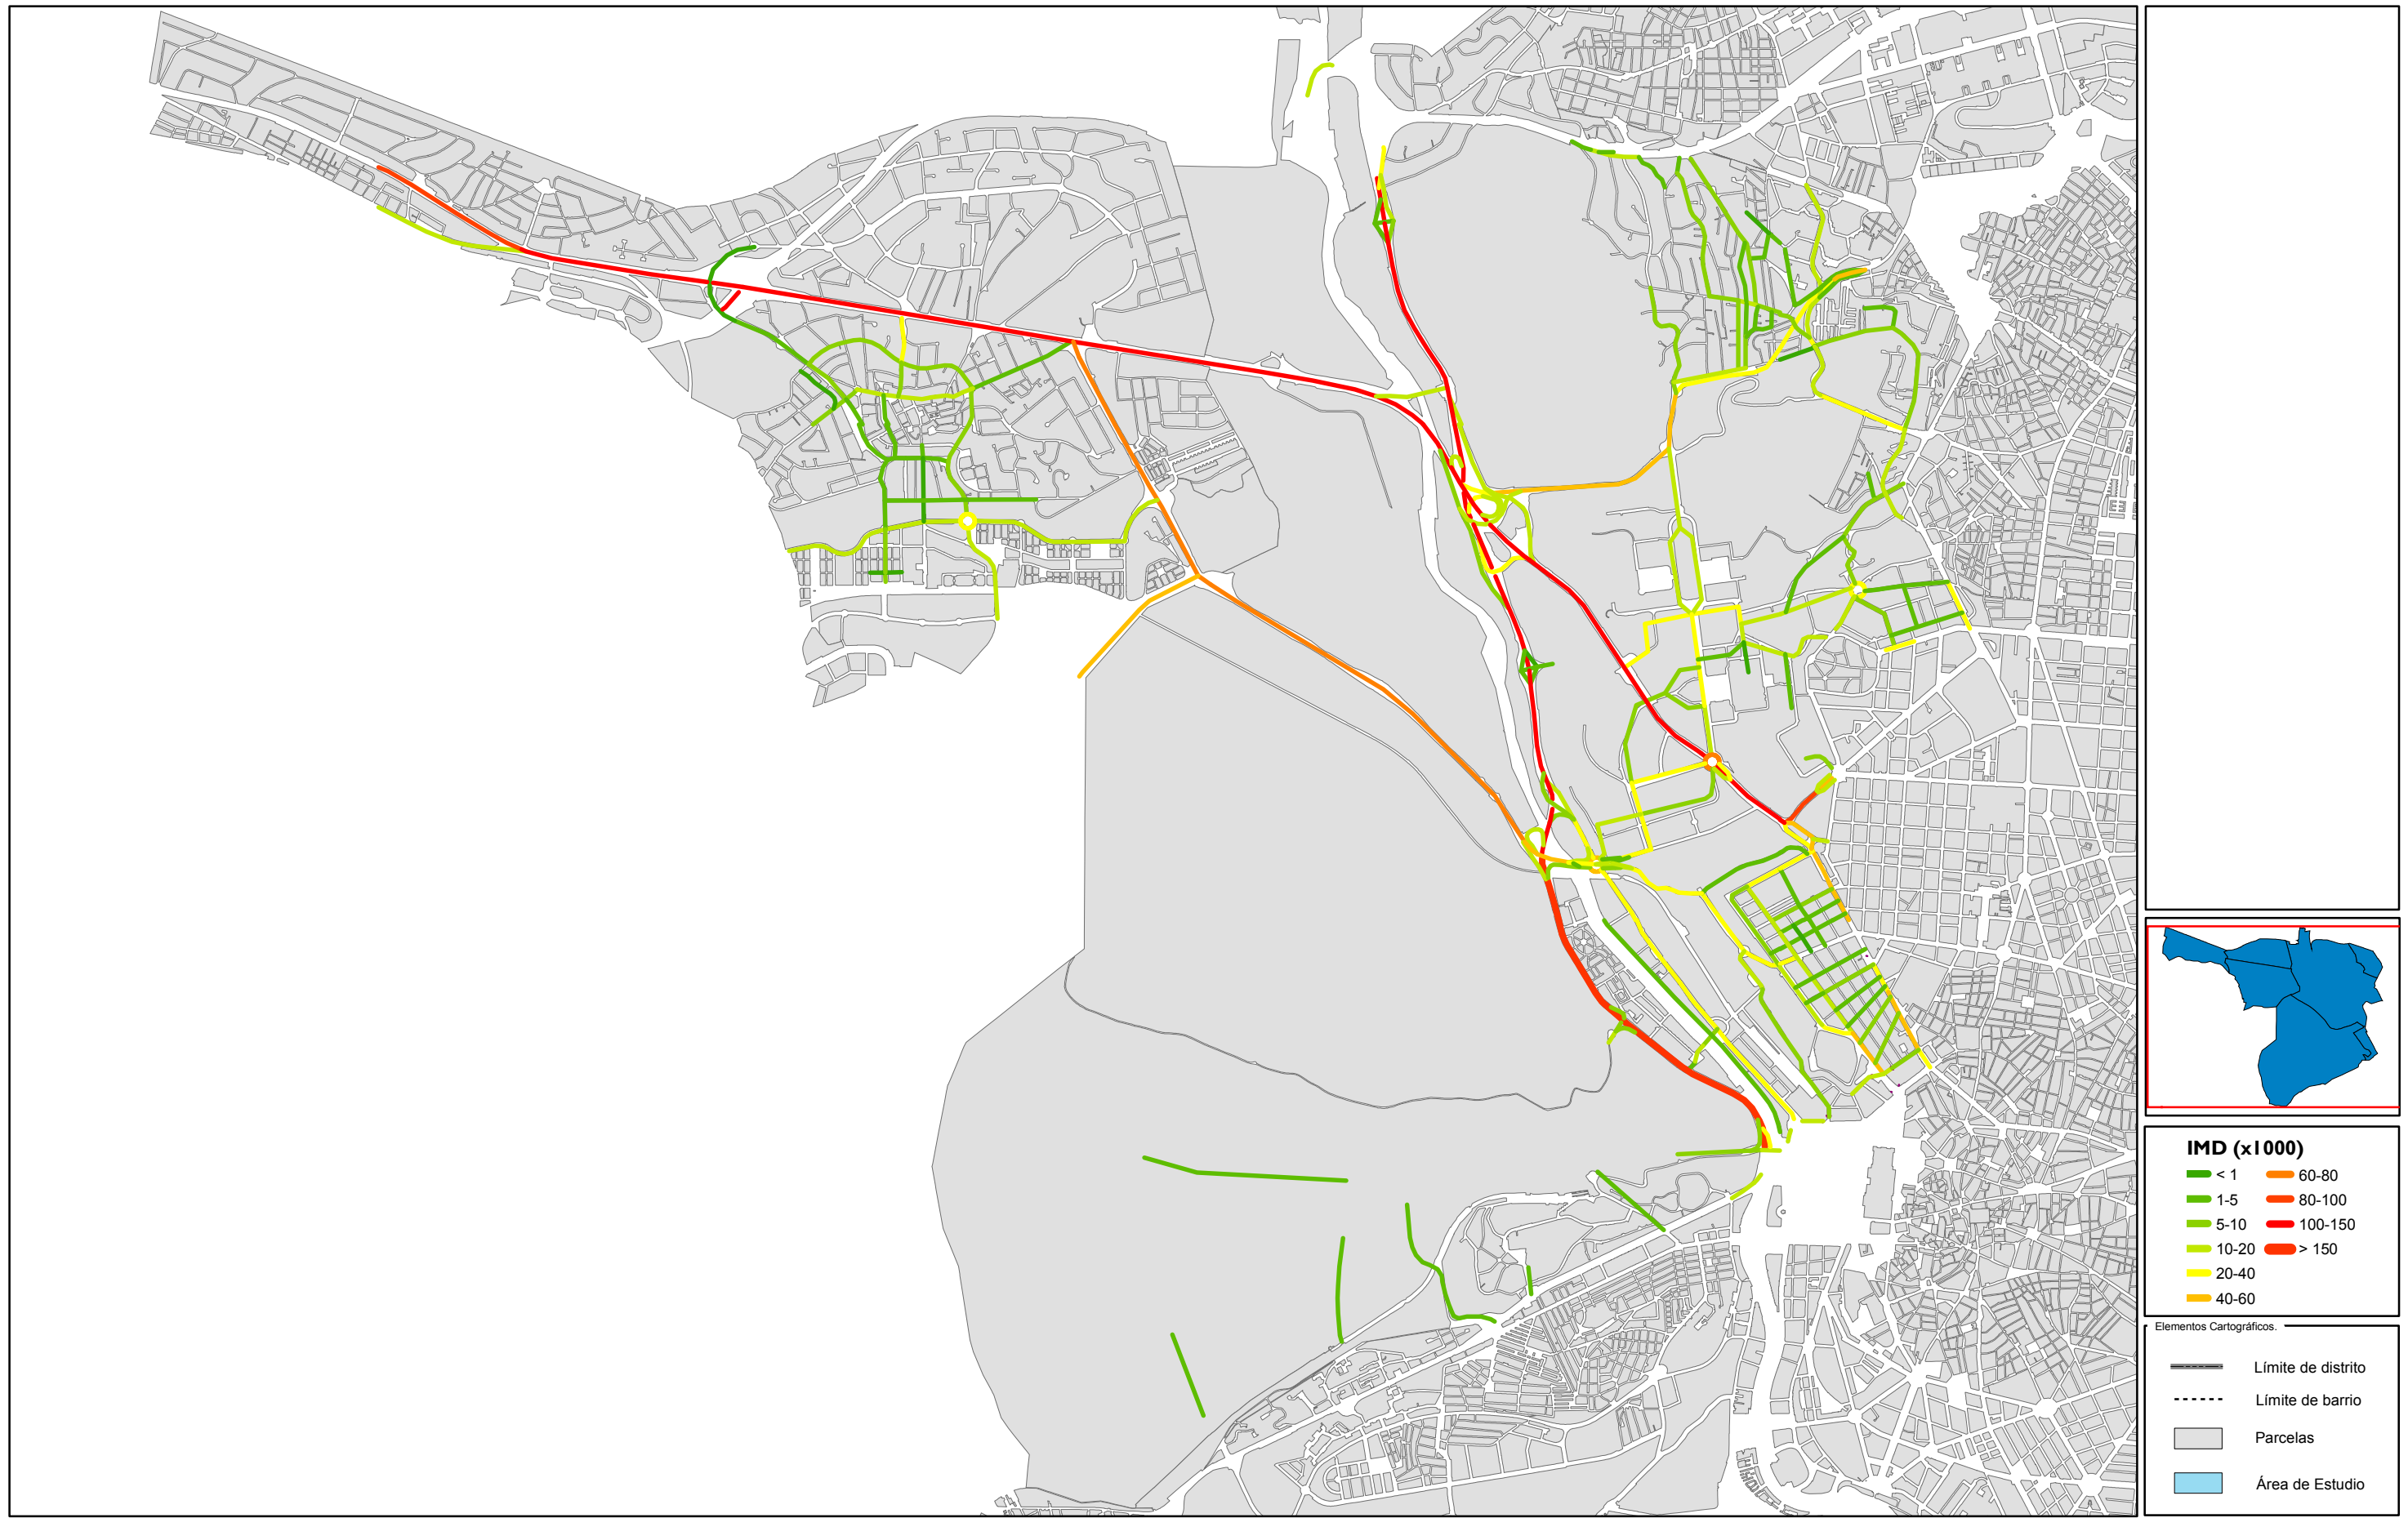 IMD (x1000)
< 1
60-80
1-5
80-100
5-10
100-150
10-20
> 150
20-40
40-60
Elementos Cartográficos.
Límite de distrito
Límite de barrio
Parcelas
Área de Estudio